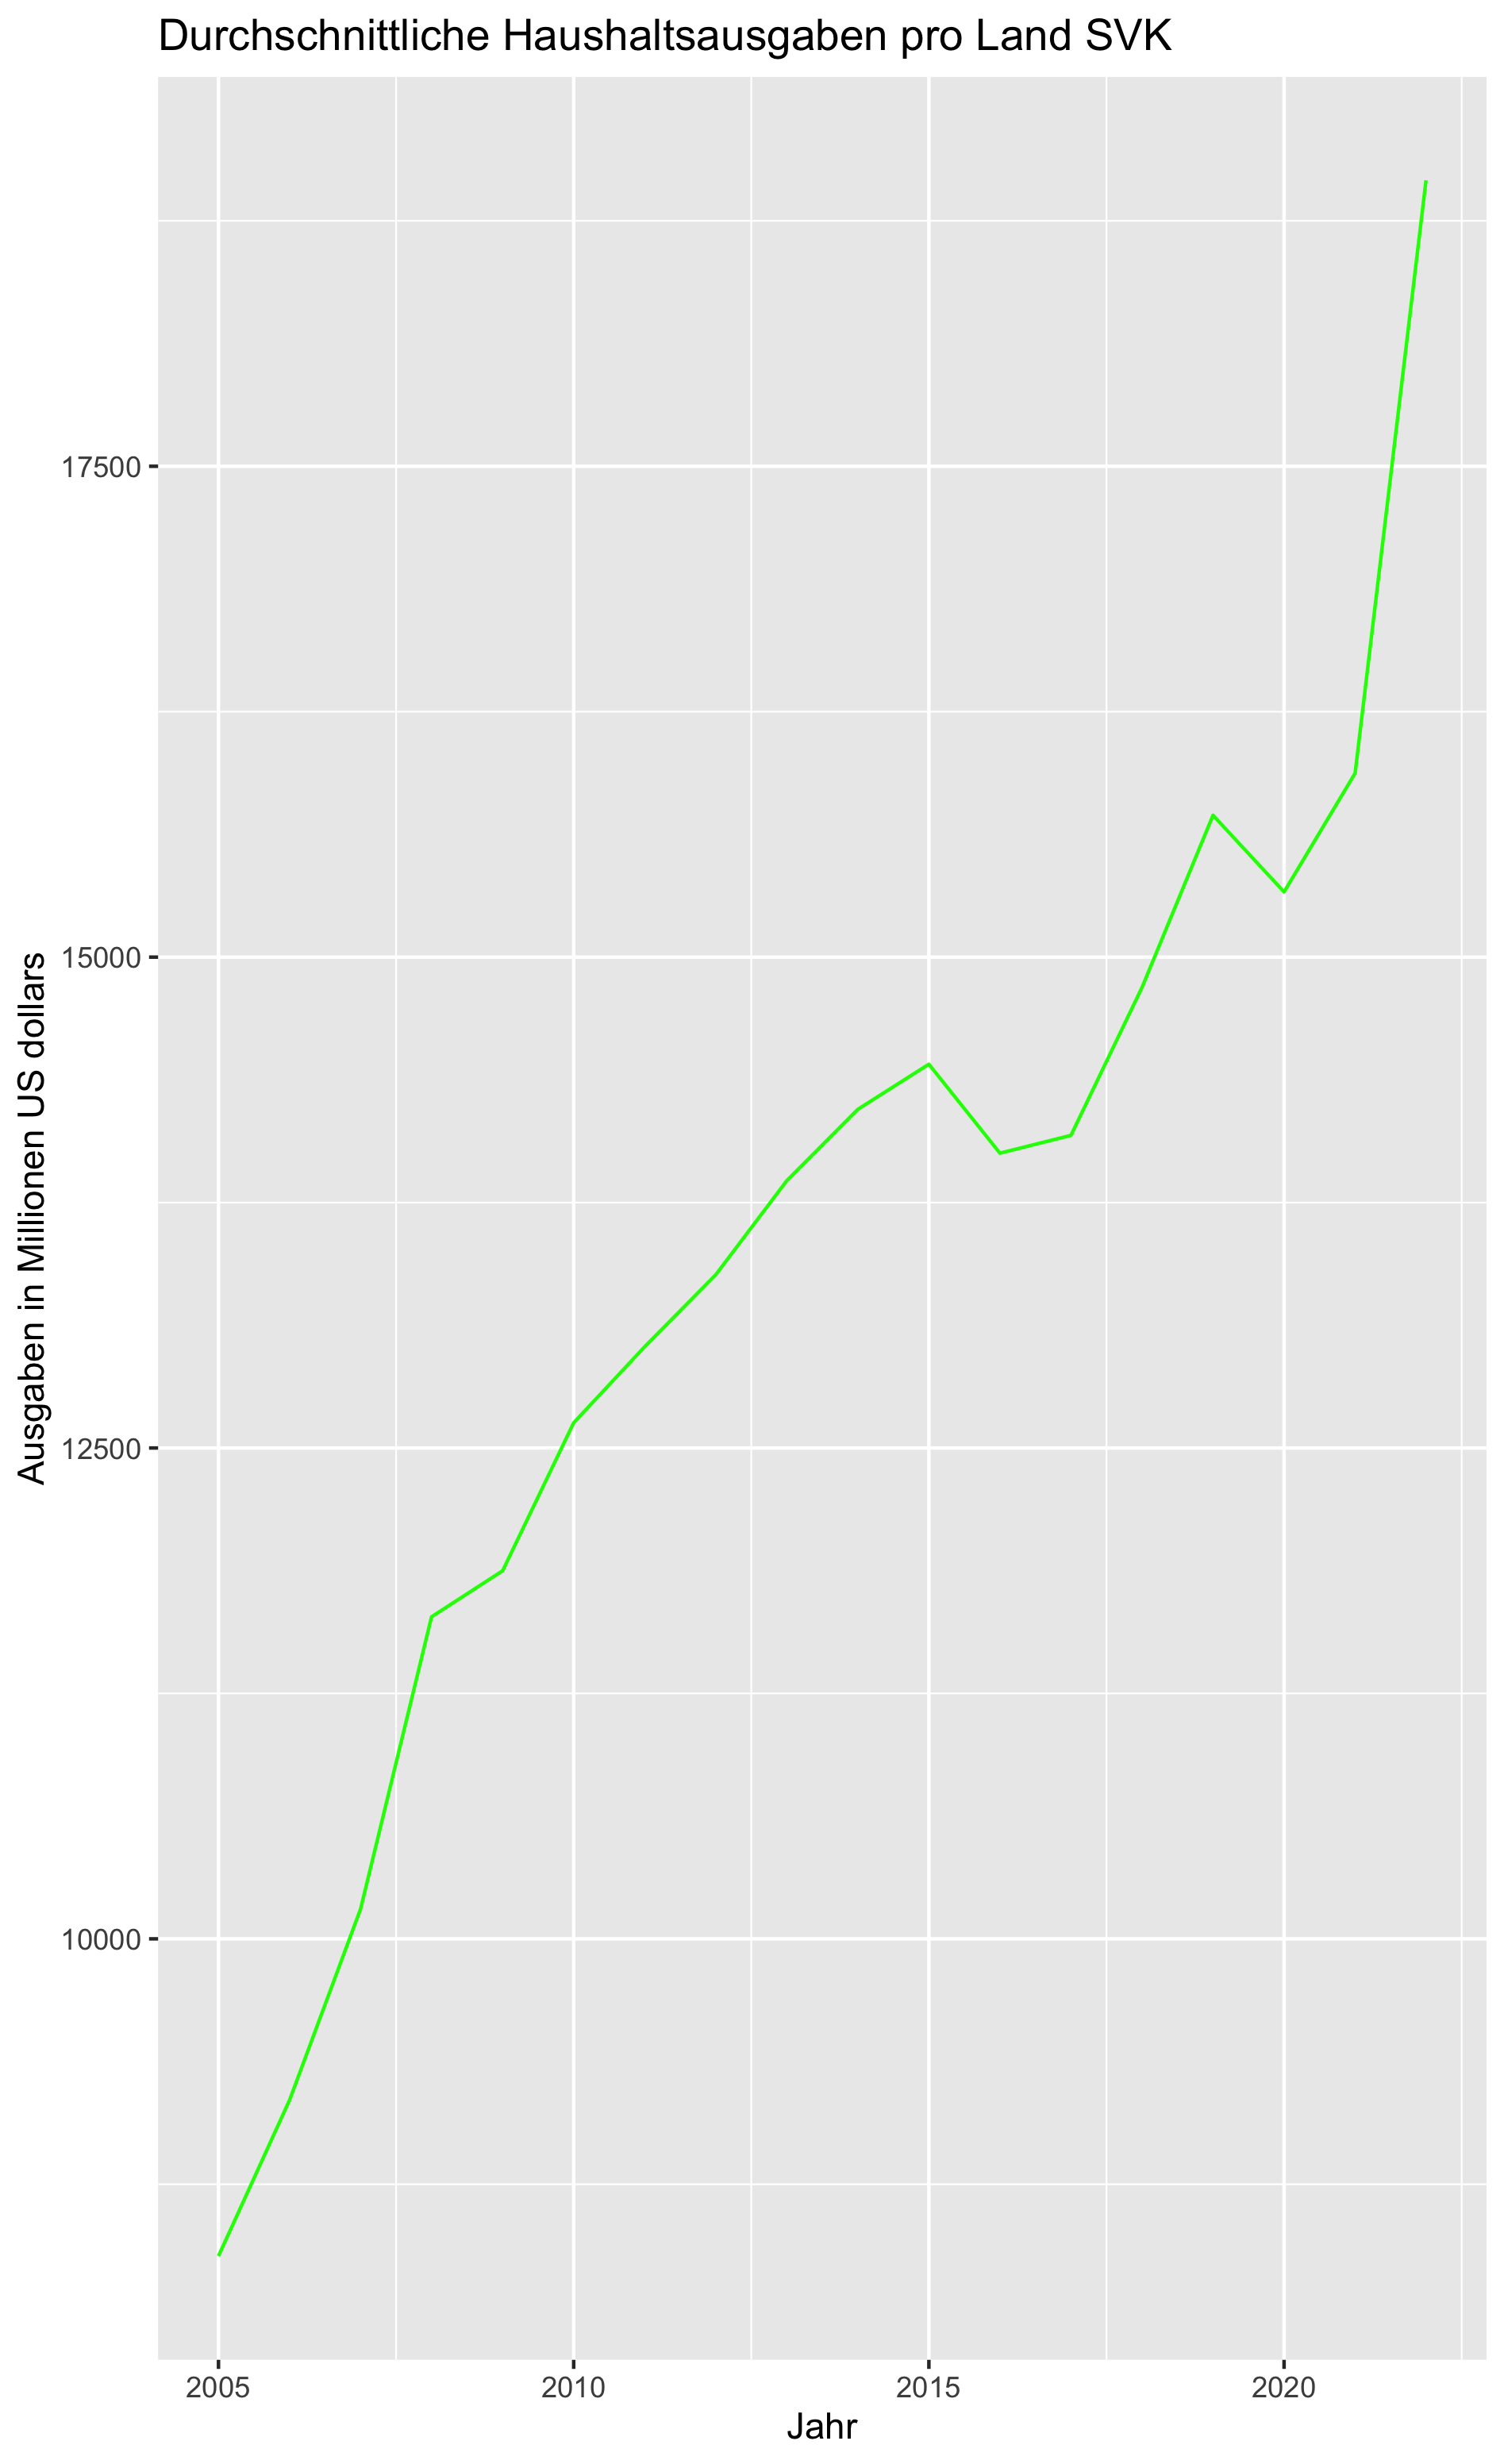 Durchschnittliche Haushaltsausgaben pro Land SVK
Ausgaben in Millionen US dollars
17500
15000
12500
10000
2005 2010 2015 2020
Jahr